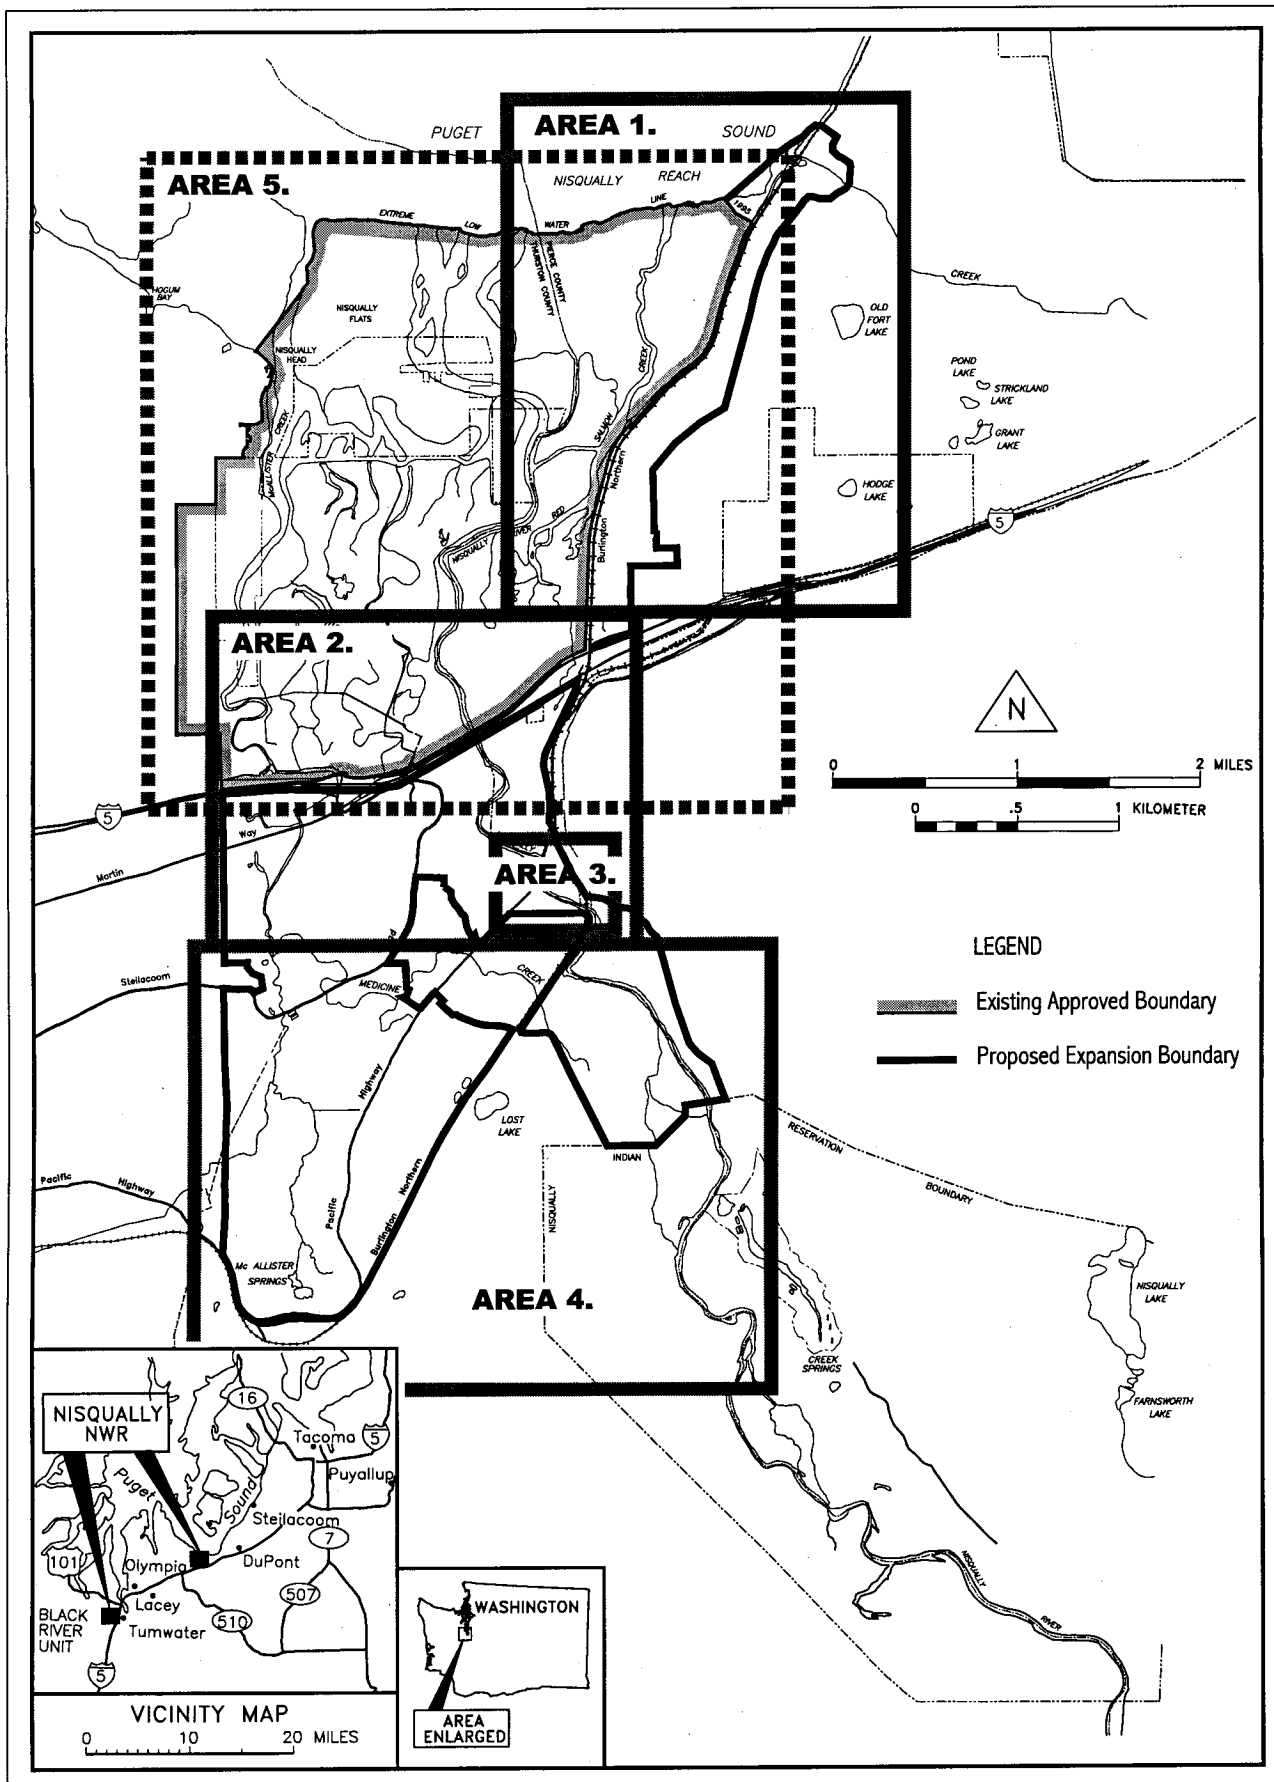 PUGET
AREA 1.
SOUND
AREA 5.
NISQUALLY
REACH
EXTREME
LOW
WATER
LINE
1995
HOGUM
BAY
NISQUALLY
FLATS
PIERCE COUNTY
THURSTON COUNTY
CREEK
OLD
FORT
LAKE
NISQUALLY
HEAD
CREEK
POND
LAKE
STRICKLAND
LAKE
McALLISTER
CREEK
SALMON
GRANT
LAKE
Northern
HODGE
LAKE
NISQUALLY
RIVER
RED
Burlington
5
AREA 2.
N
0 1 2 MILES
0 .5 1 KILOMETER
5
Martin
Way
AREA 3.
LEGEND
Existing Approved Boundary
Proposed Expansion Boundary
Steilacoom
MEDICINE
CREEK
Highway
LOST
LAKE
INDIAN
RESERVATION
BOUNDARY
NISQUALLY
Pacific
Highway
Pacific
Burlington
Northern
Mc ALLISTER
SPRINGS
AREA 4.
NISQUALLY
LAKE
CREEK
SPRINGS
FARNSWORTH
LAKE
NISQUALLY
RIVER
NISQUALLY
NWR
16
Tacoma
5
Puyallup
Puget
Sound
Steilacoom
7
DuPont
101
Olympia
507
Lacey
510
BLACK
RIVER
UNIT
Tumwater
5
VICINITY MAP
0 10 20 MILES
WASHINGTON
AREA
ENLARGED